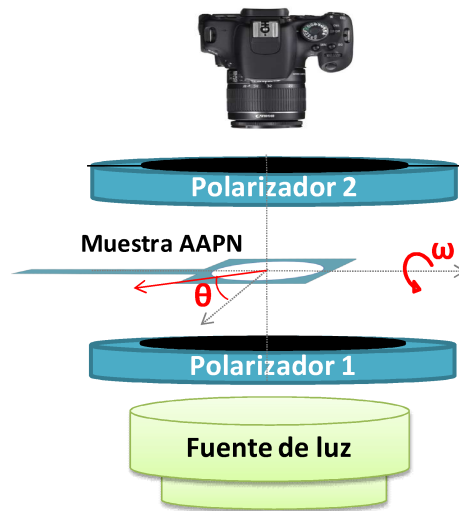 Polarizador 2
Muestra AAPN
ω
θ
Polarizador 1
Fuente de luz